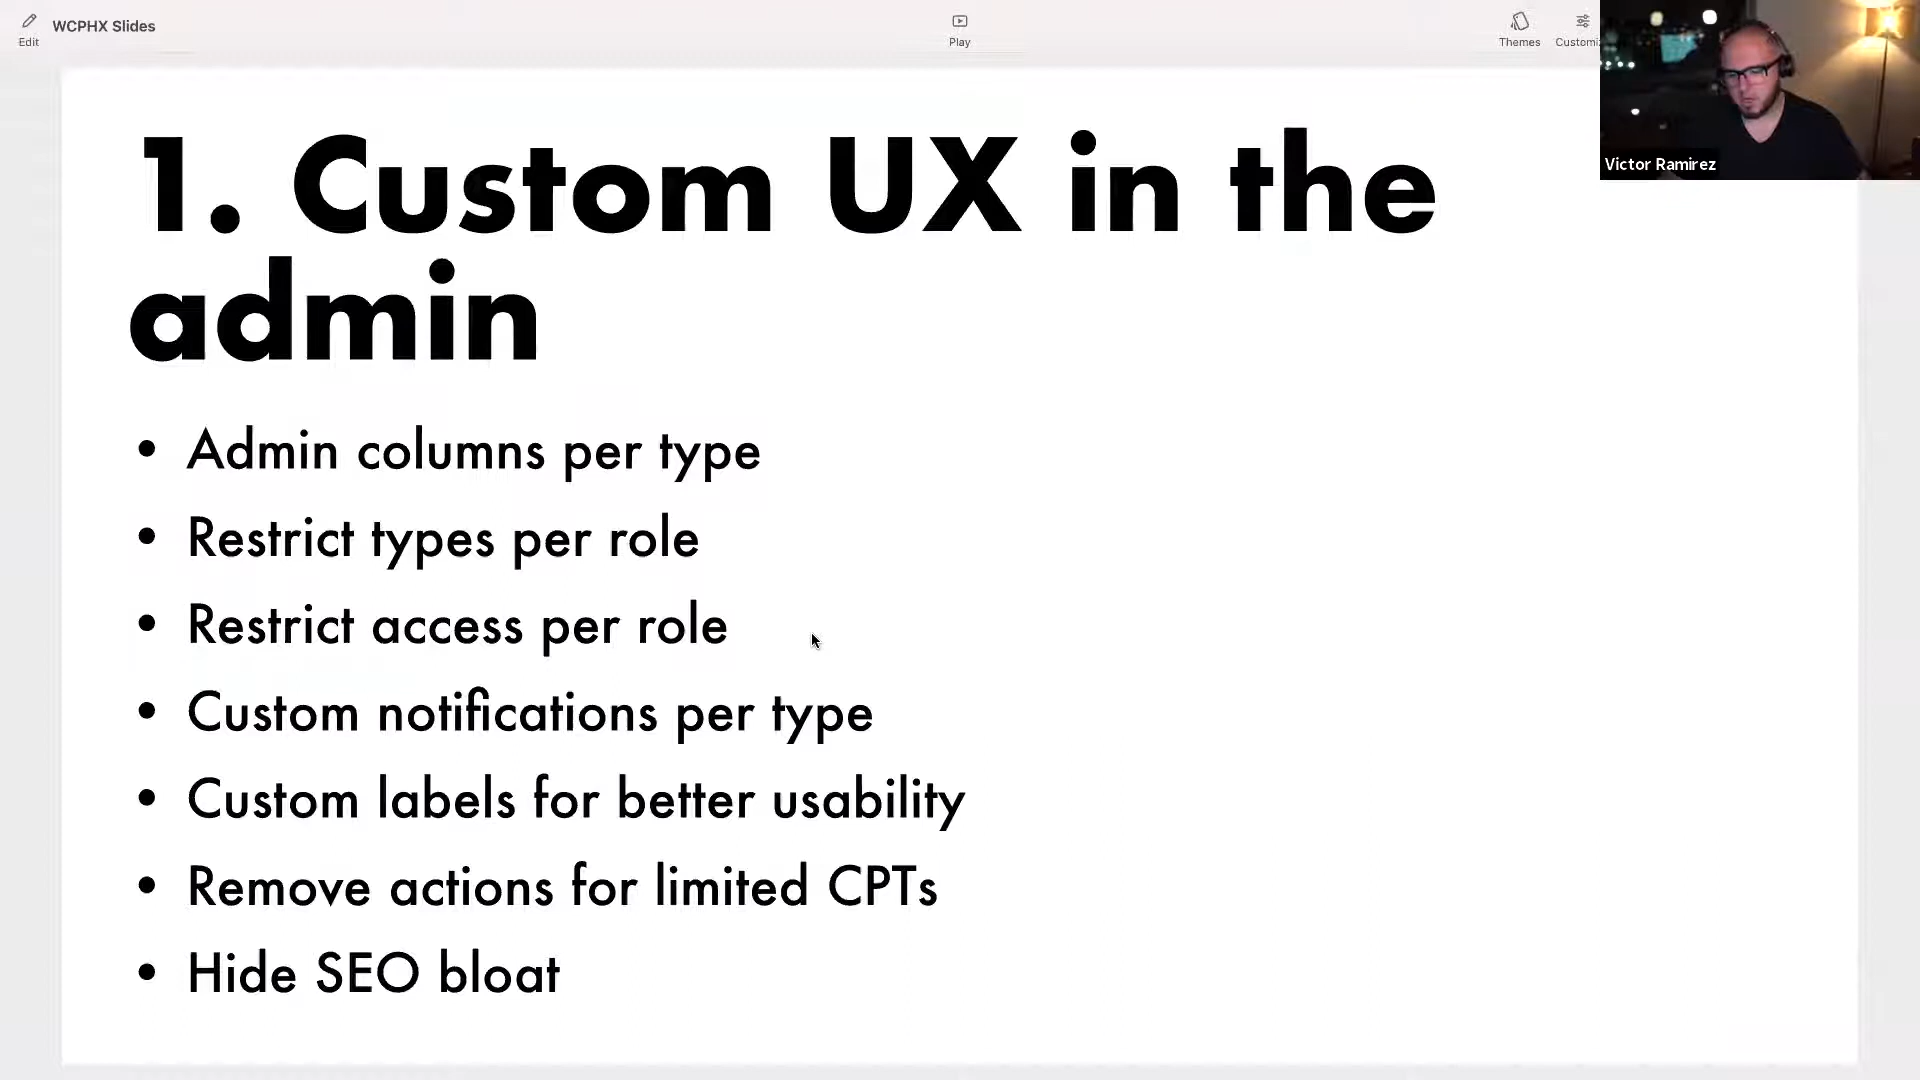 WCPHX Slides
Edit
Play
Themes
Customiz
Victor Ramirez
1. Custom UX in the
admin
• Admin columns per type
• Restrict types per role
• Restrict access per role
• Custom notifications per type
• Custom labels for better usability
• Remove actions for limited CPTs
• Hide SEO bloat